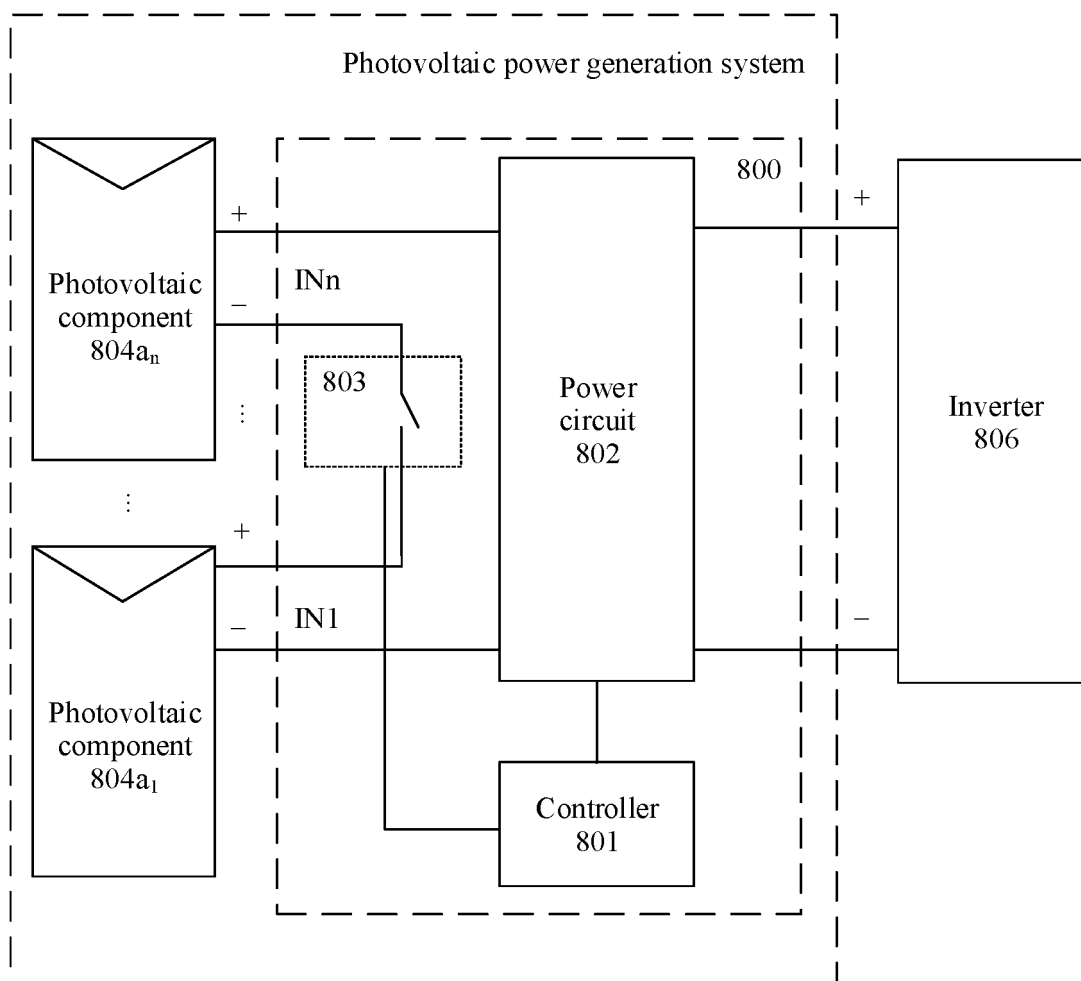 Photovoltaic power generation system
800
+
+
INn
Photovoltaic
component
804aₙ
−
803
⋮
Power
circuit
802
Inverter
806
⋮
+
−
IN1
−
Photovoltaic
component
804a₁
Controller
801